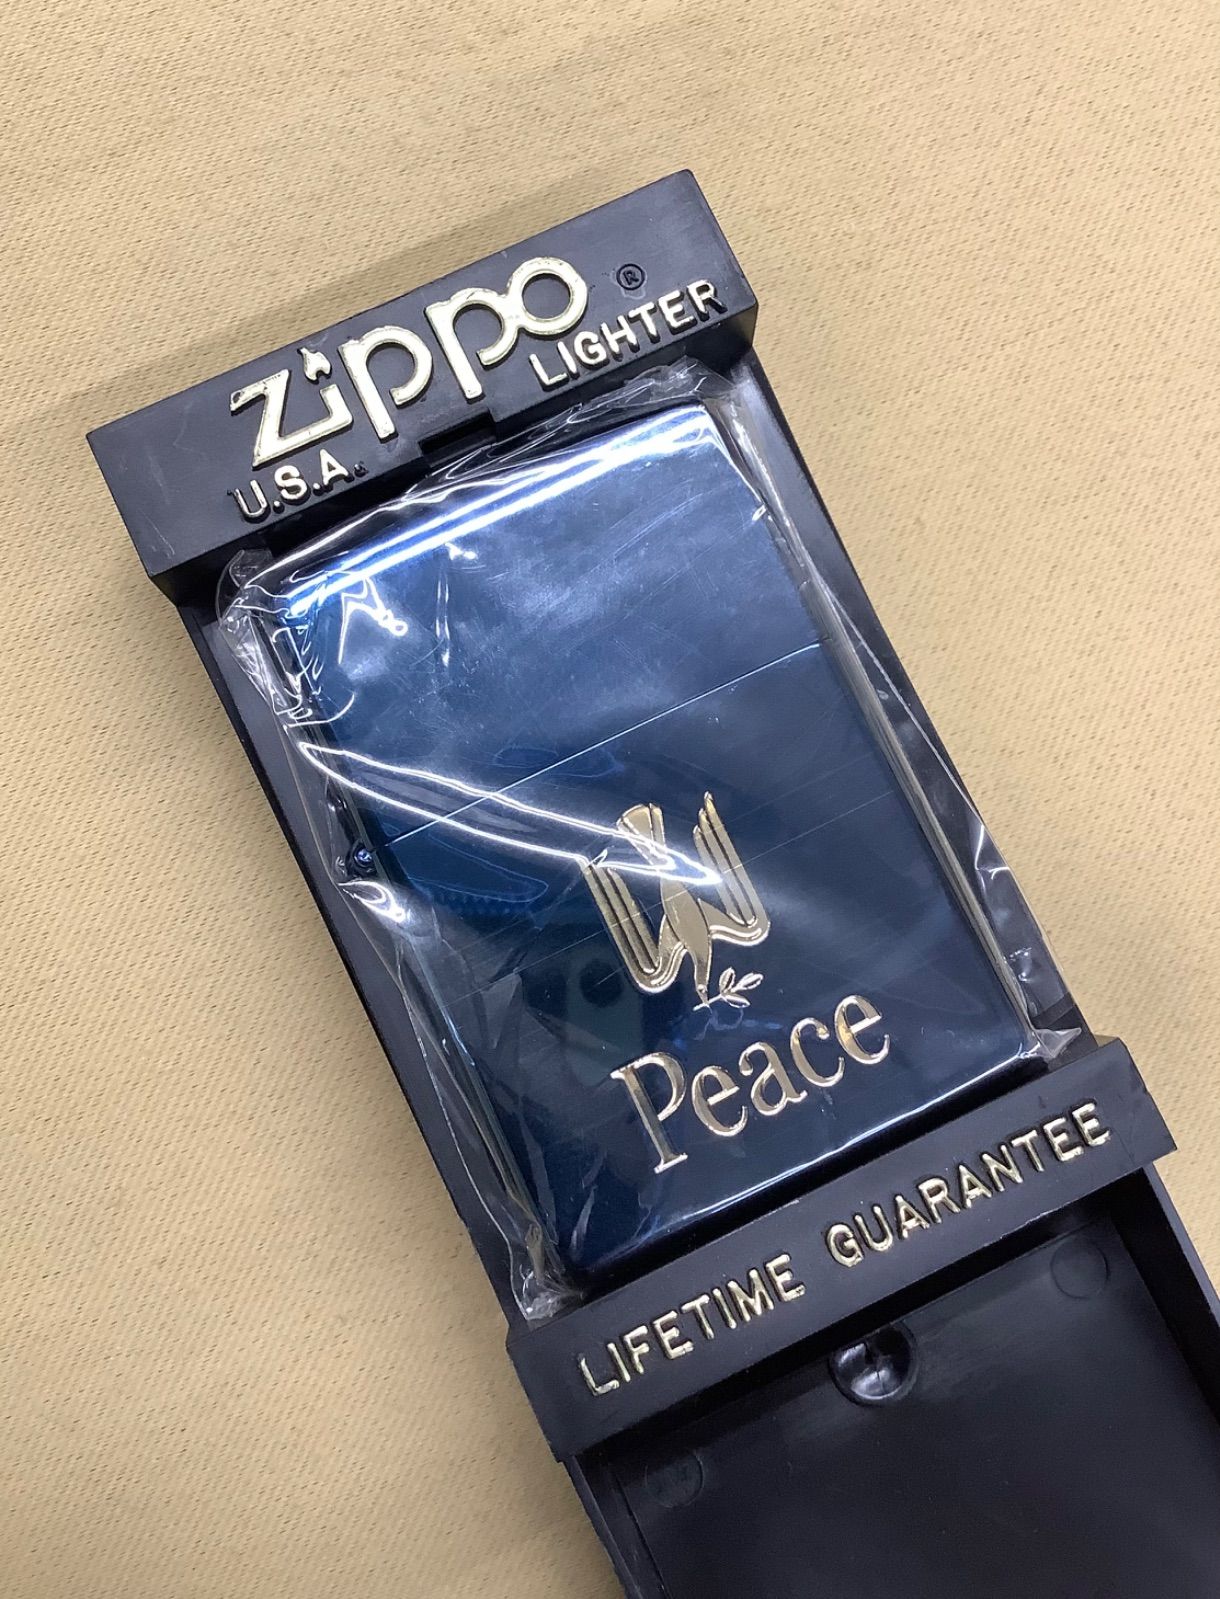 Zippo ®
LIGHTER
U.S.A.
Peace
LIFETIME GUARANTEE